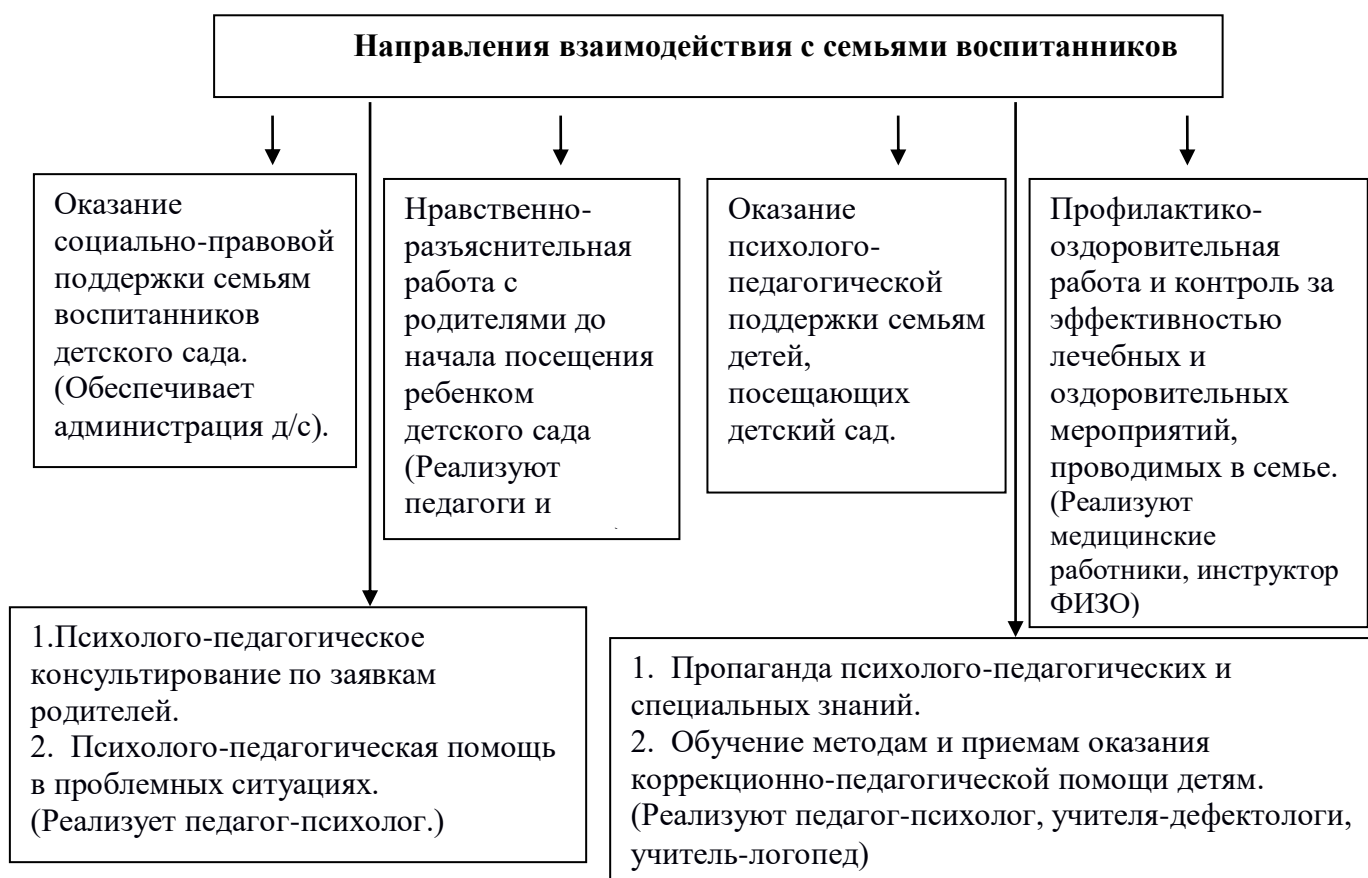 Направления взаимодействия с семьями воспитанников
Оказание
социально-правовой
поддержки семьям
воспитанников
детского сада.
(Обеспечивает
администрация д/с).
Нравственно-
разъяснительная
работа с
родителями до
начала посещения
ребенком
детского сада
(Реализуют
педагоги и
Оказание
психолого-
педагогической
поддержки семьям
детей,
посещающих
детский сад.
Профилактико-
оздоровительная
работа и контроль за
эффективностью
лечебных и
оздоровительных
мероприятий,
проводимых в семье.
(Реализуют
медицинские
работники, инструктор
ФИЗО)
1.Психолого-педагогическое
консультирование по заявкам
родителей.
2. Психолого-педагогическая помощь
в проблемных ситуациях.
(Реализует педагог-психолог.)
1. Пропаганда психолого-педагогических и
специальных знаний.
2. Обучение методам и приемам оказания
коррекционно-педагогической помощи детям.
(Реализуют педагог-психолог, учителя-дефектологи,
учитель-логопед)